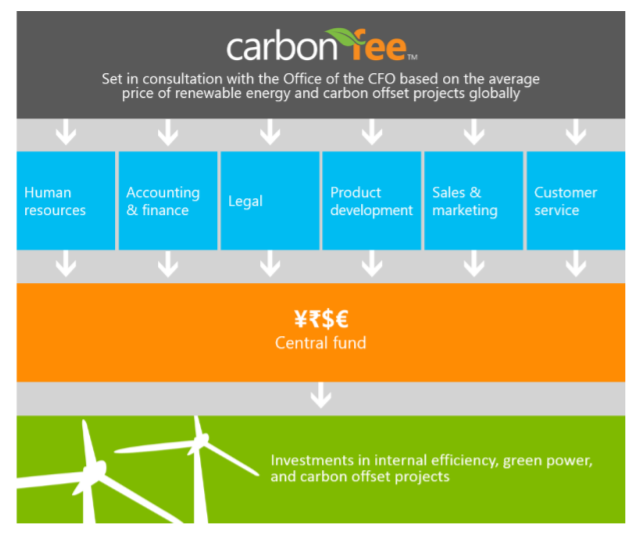 carbon fee™
Set in consultation with the Office of the CFO based on the average
price of renewable energy and carbon offset projects globally
Human
resources
Accounting
& finance
Legal
Product
development
Sales &
marketing
Customer
service
¥₹$€
Central fund
Investments in internal efficiency, green power,
and carbon offset projects